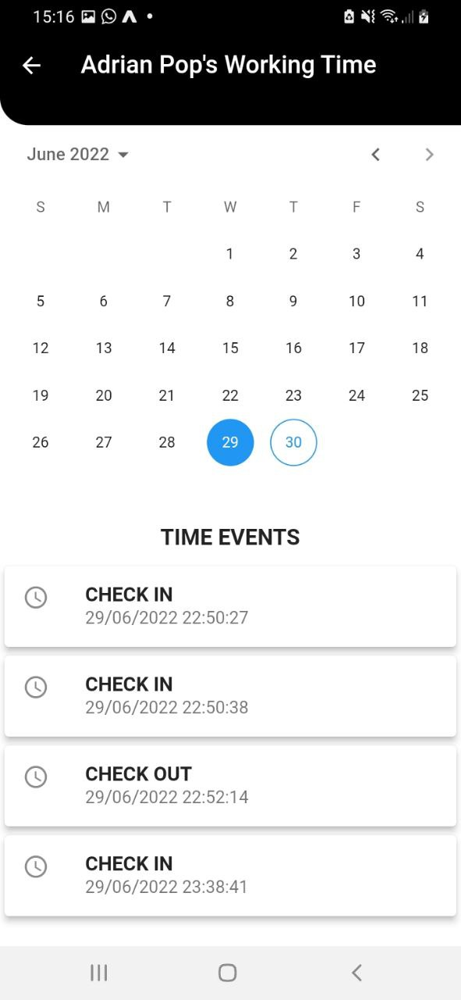 15:16
Adrian Pop's Working Time
June 2022
S M T W T F S
1 2 3 4
5 6 7 8 9 10 11
12 13 14 15 16 17 18
19 20 21 22 23 24 25
26 27 28 29 30
TIME EVENTS
CHECK IN
29/06/2022 22:50:27
CHECK IN
29/06/2022 22:50:38
CHECK OUT
29/06/2022 22:52:14
CHECK IN
29/06/2022 23:38:41